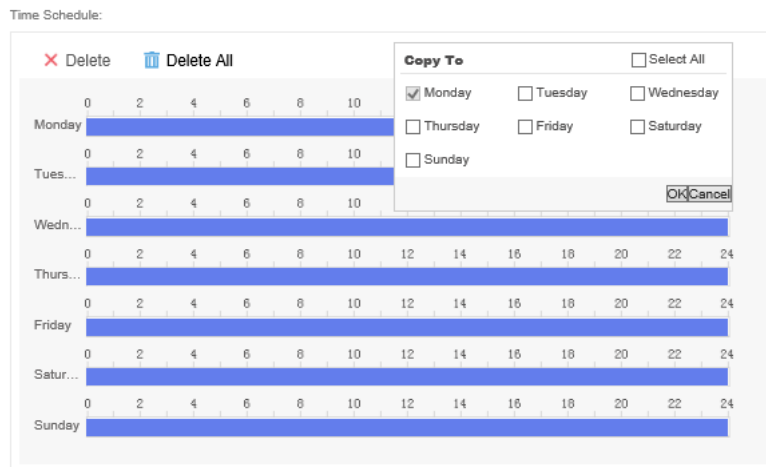 Time Schedule:
Delete Delete All Copy To Select All
Monday Tuesday Wednesday
0 2 4 6 8 10
Monday
Thursday Friday Saturday
0 2 4 6 8 10
Sunday
Tues...
OK Cancel
0 2 4 6 8 10
Wedn...
0 2 4 6 8 10 12 14 16 18 20 22 24
Thurs...
0 2 4 6 8 10 12 14 16 18 20 22 24
Friday
0 2 4 6 8 10 12 14 16 18 20 22 24
Satur...
0 2 4 6 8 10 12 14 16 18 20 22 24
Sunday